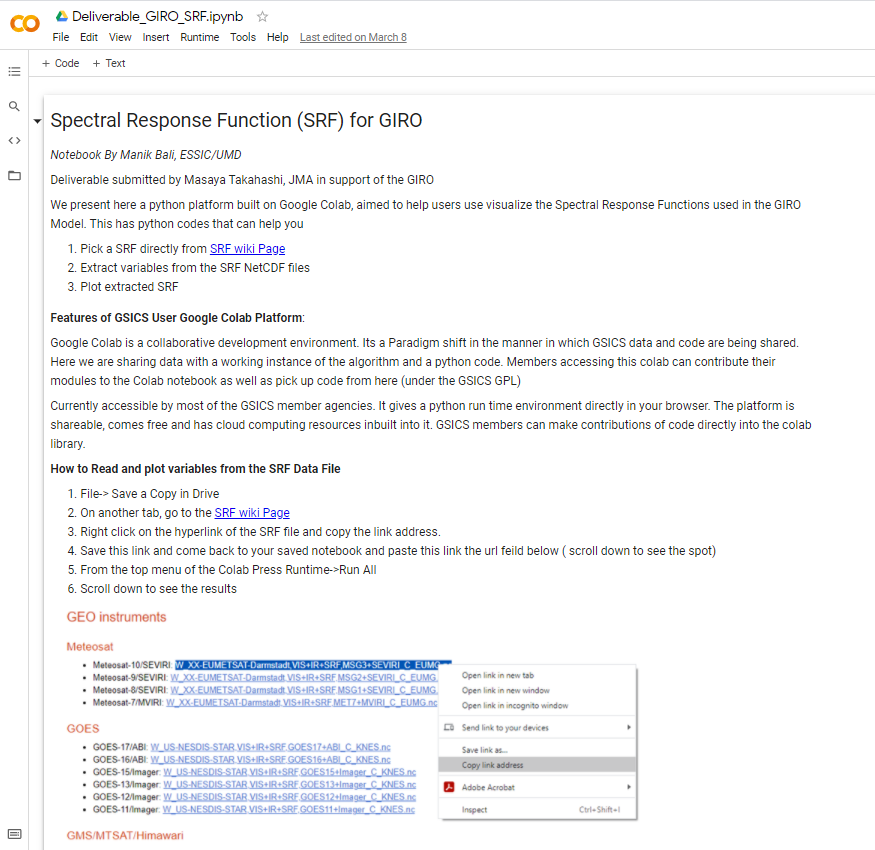 Deliverable_GIRO_SRF.ipynb
File Edit View Insert Runtime Tools Help Last edited on March 8
+ Code + Text
Spectral Response Function (SRF) for GIRO
Notebook By Manik Bali, ESSIC/UMD
Deliverable submitted by Masaya Takahashi, JMA in support of the GIRO
We present here a python platform built on Google Colab, aimed to help users use visualize the Spectral Response Functions used in the GIRO
Model. This has python codes that can help you
1. Pick a SRF directly from SRF wiki Page
2. Extract variables from the SRF NetCDF files
3. Plot extracted SRF
Features of GSICS User Google Colab Platform:
Google Colab is a collaborative development environment. Its a Paradigm shift in the manner in which GSICS data and code are being shared.
Here we are sharing data with a working instance of the algorithm and a python code. Members accessing this colab can contribute their
modules to the Colab notebook as well as pick up code from here (under the GSICS GPL)
Currently accessible by most of the GSICS member agencies. It gives a python run time environment directly in your browser. The platform is
shareable, comes free and has cloud computing resources inbuilt into it. GSICS members can make contributions of code directly into the colab
library.
How to Read and plot variables from the SRF Data File
1. File-> Save a Copy in Drive
2. On another tab, go to the SRF wiki Page
3. Right click on the hyperlink of the SRF file and copy the link address.
4. Save this link and come back to your saved notebook and paste this link the url feild below ( scroll down to see the spot)
5. From the top menu of the Colab Press Runtime->Run All
6. Scroll down to see the results
GEO instruments
Meteosat
• Meteosat-10/SEVIRI: W_XX-EUMETSAT-Darmstadt,VIS+IR+SRF,MSG3+SEVIRI_C_EUMG.nc
• Meteosat-9/SEVIRI: W_XX-EUMETSAT-Darmstadt,VIS+IR+SRF,MSG2+SEVIRI_C_EUMG.
• Meteosat-8/SEVIRI: W_XX-EUMETSAT-Darmstadt,VIS+IR+SRF,MSG1+SEVIRI_C_EUMG.
• Meteosat-7/MVIRI: W_XX-EUMETSAT-Darmstadt,VIS+IR+SRF,MET7+MVIRI_C_EUMG.nc
Open link in new tab
Open link in new window
Open link in incognito window
Send link to your devices
Save link as...
Copy link address
Adobe Acrobat
Inspect Ctrl+Shift+I
GOES
• GOES-17/ABI: W_US-NESDIS-STAR,VIS+IR+SRF,GOES17+ABI_C_KNES.nc
• GOES-16/ABI: W_US-NESDIS-STAR,VIS+IR+SRF,GOES16+ABI_C_KNES.nc
• GOES-15/Imager: W_US-NESDIS-STAR,VIS+IR+SRF,GOES15+Imager_C_KNES.nc
• GOES-13/Imager: W_US-NESDIS-STAR,VIS+IR+SRF,GOES13+Imager_C_KNES.nc
• GOES-12/Imager: W_US-NESDIS-STAR,VIS+IR+SRF,GOES12+Imager_C_KNES.nc
• GOES-11/Imager: W_US-NESDIS-STAR,VIS+IR+SRF,GOES11+Imager_C_KNES.nc
GMS/MTSAT/Himawari